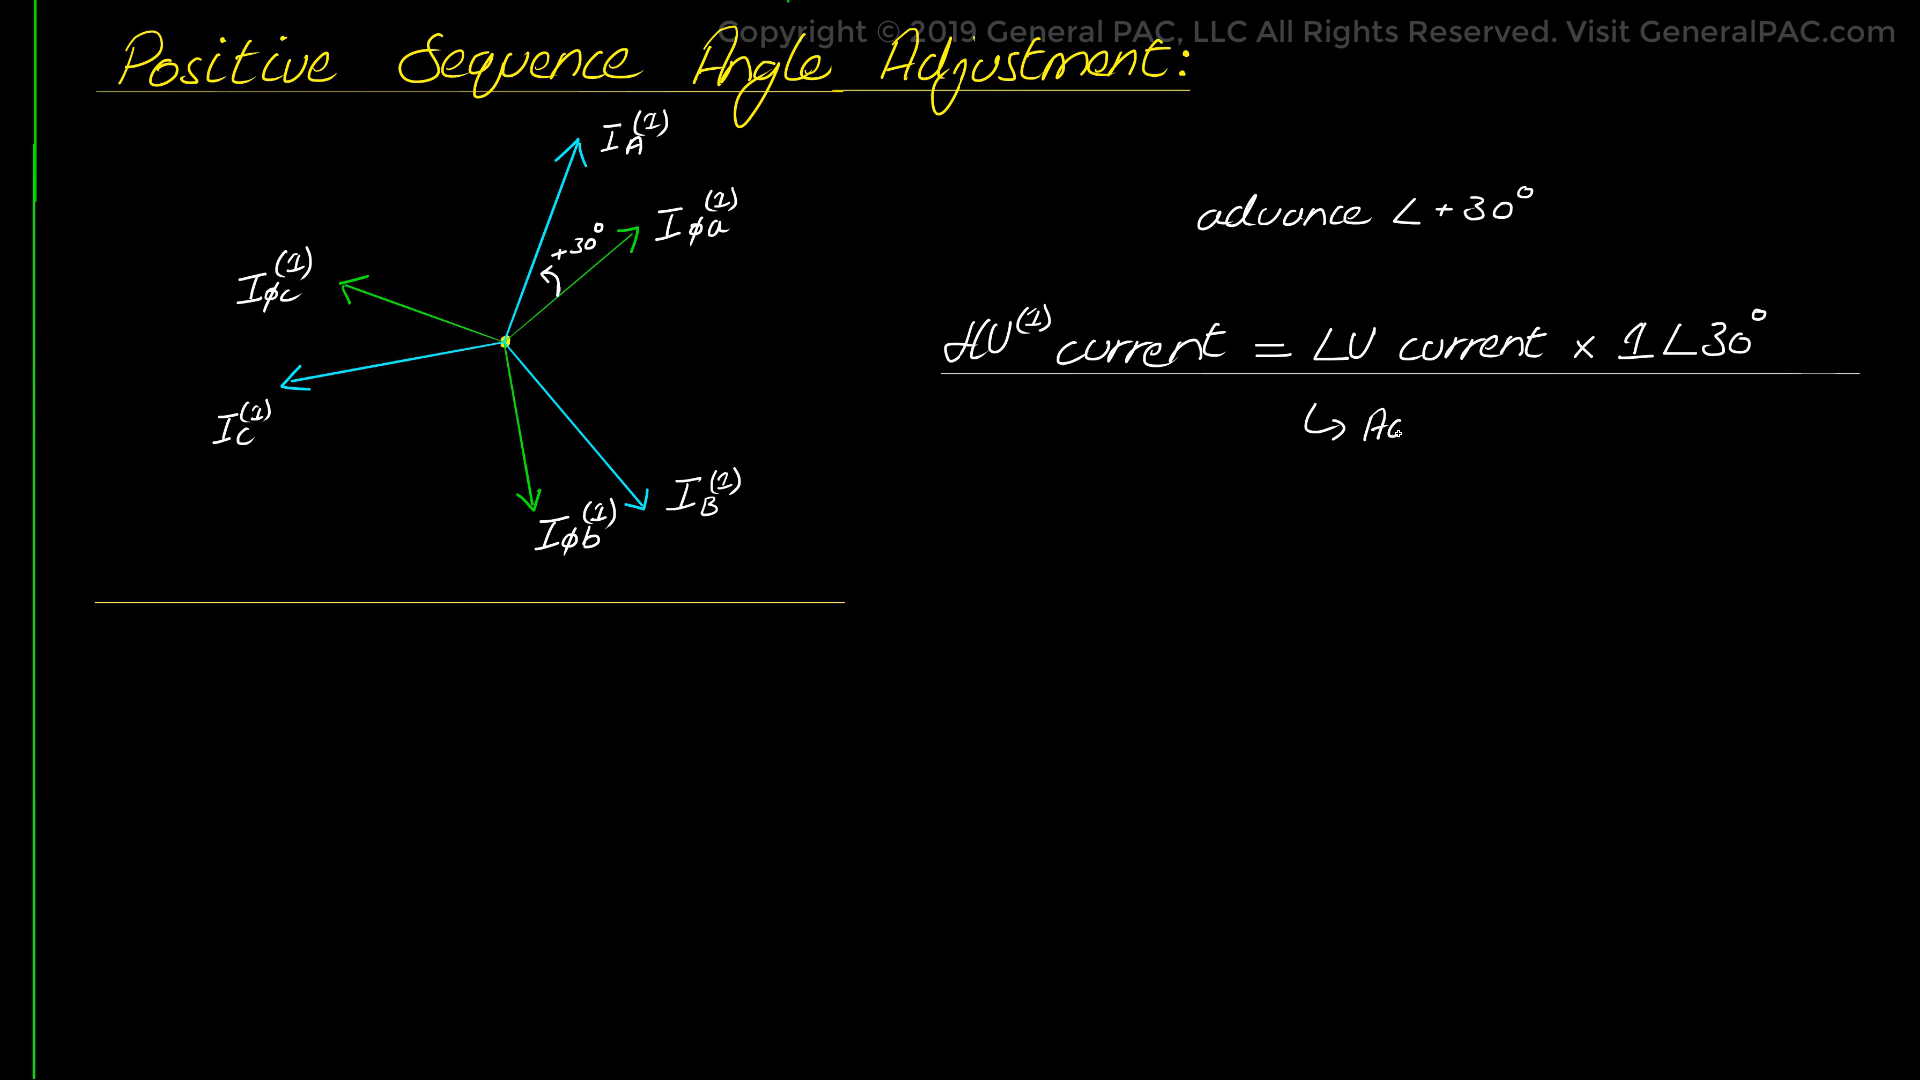 Copyright © 2019 General PAC, LLC All Rights Reserved. Visit GeneralPAC.com
Positive Sequence Angle Adjustment:
I_A^(1)
I_ϕa^(1)
+30°
I_ϕc^(1)
I_C^(1)
I_B^(1)
I_ϕb^(1)
advance ∠+30°
HV^(1) current = LV current × 1∠30°
↳ Ac